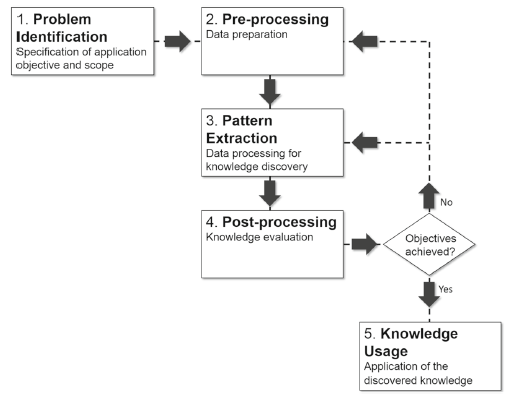 1. Problem
Identification
Specification of application
objective and scope
2. Pre-processing
Data preparation
3. Pattern
Extraction
Data processing for
knowledge discovery
4. Post-processing
Knowledge evaluation
Objectives
achieved?
No
Yes
5. Knowledge
Usage
Application of the
discovered knowledge